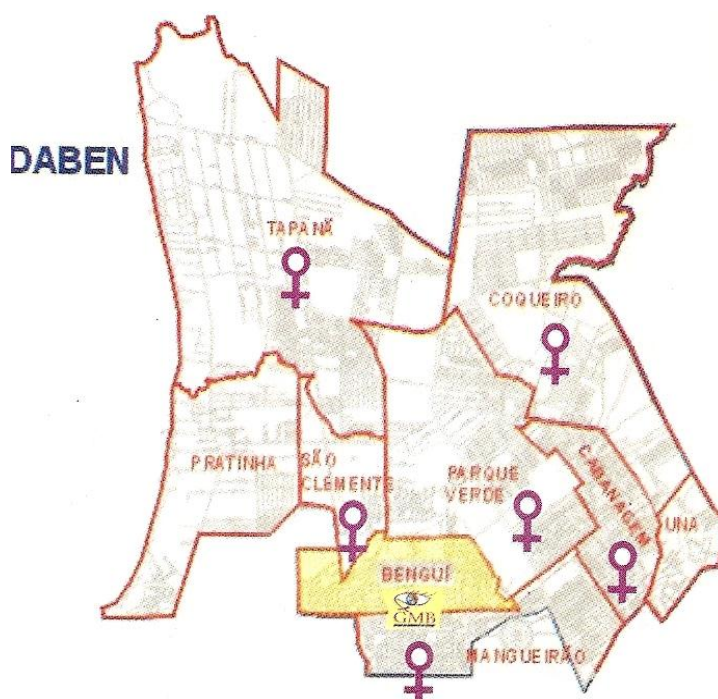 DABEN
TAPANÃ
COQUEIRO
PRATINHA
SÃO
CLEMENTE
PARQUE
VERDE
CABANAGEM
UNA
BENGUÍ
GMB
MANGUEIRÃO